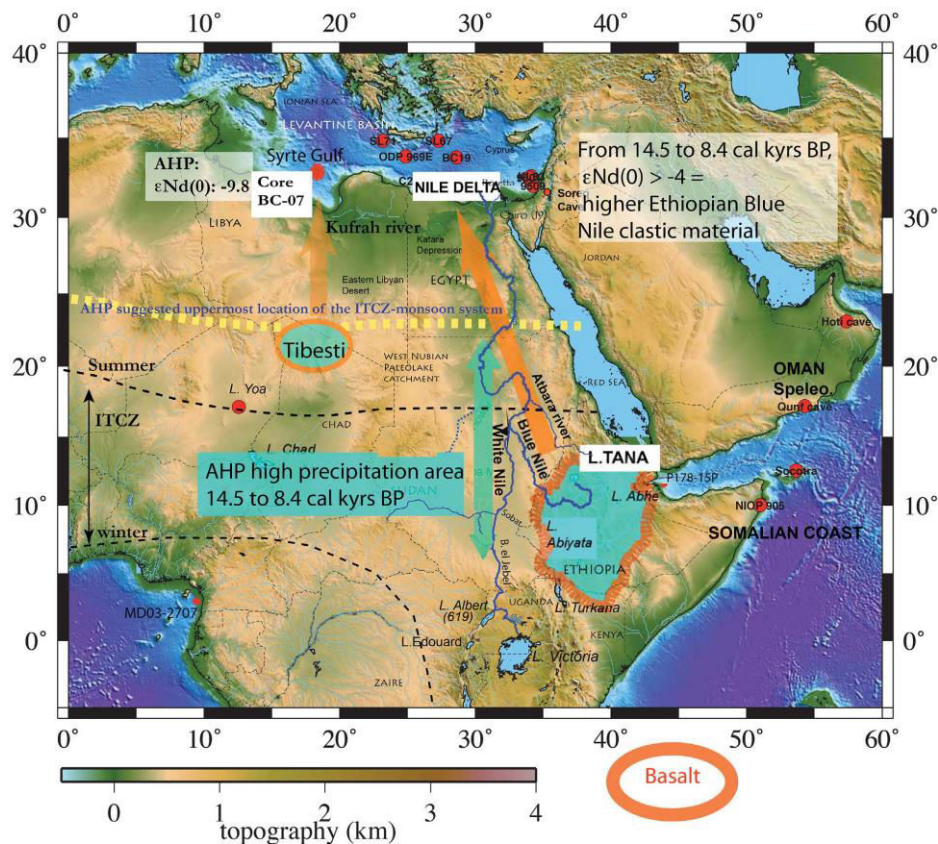 0° 10° 20° 30° 40° 50° 60°
40° 40°
IONIAN SEA
LEVANTINE BASIN
SL71 SL67
ODP 969E BC19
Cyprus
Syrte Gulf
AHP:
εNd(0): -9.8
Core
BC-07
NILE DELTA
9509
Cave
From 14.5 to 8.4 cal kyrs BP,
εNd(0) > -4 =
higher Ethiopian Blue
Nile clastic material
30° 30°
LIBYA
Kufrah river
Katara
Depression
JORDAN
Eastern Libyan
Desert
EGYPT
AHP suggested uppermost location of the ITCZ-monsoon system
Hoti cave
Tibesti
WEST NUBIAN
PALEOLAKE
CATCHMENT
20° 20°
Summer
L. Yoa
RED SEA
OMAN
Speleo.
Qunf cave
ITCZ
CHAD
L. Chad
Atbara river
Blue Nile
White Nile
L.TANA
P178-15P
Socotra
AHP high precipitation area
14.5 to 8.4 cal kyrs BP
SUDAN
L. Abhe
10° 10°
NIOP 905
Sobat
L.
Abiyata
SOMALIAN COAST
winter
B. el Jebel
ETHIOPIA
MD03-2707
L. Albert
(619)
UGANDA
L. Turkana
0° 0°
L.Edouard
KENYA
L. Victoria
ZAIRE
0° 10° 20° 30° 40° 50° 60°
0 1 2 3 4
topography (km)
Basalt